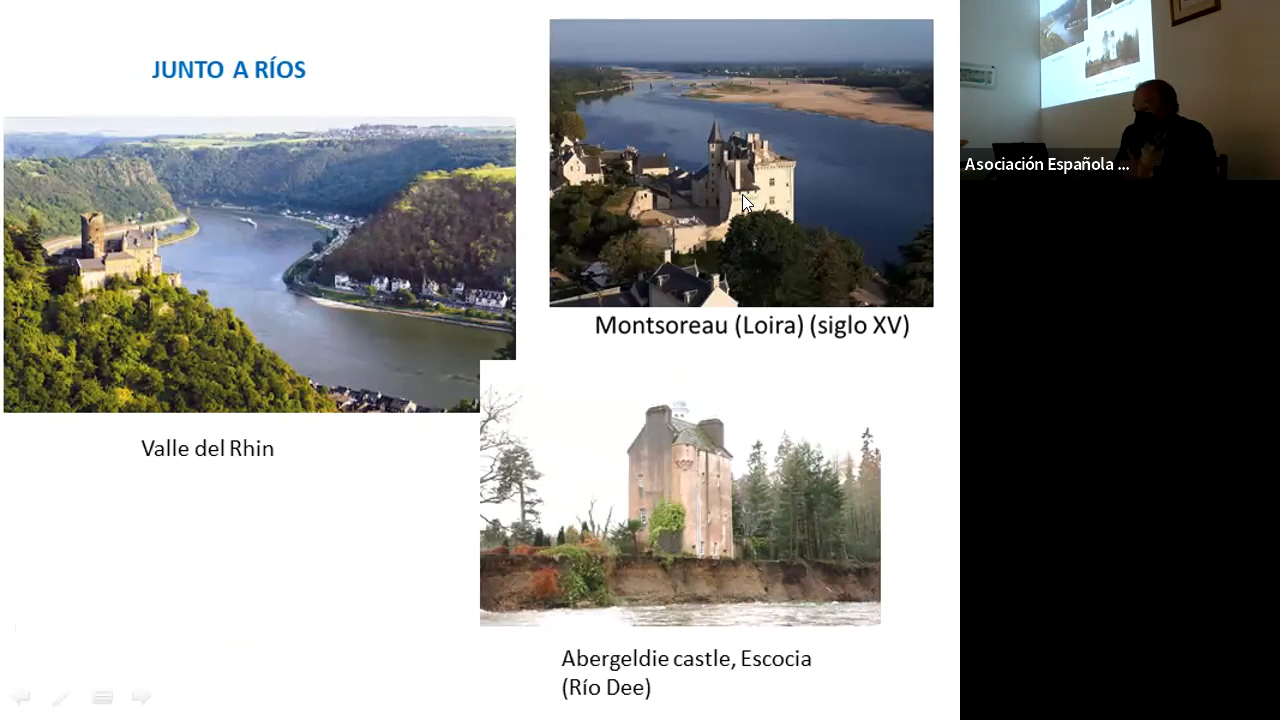 JUNTO A RÍOS
Montsoreau (Loira) (siglo XV)
Valle del Rhin
Abergeldie castle, Escocia
(Río Dee)
Asociación Española ...